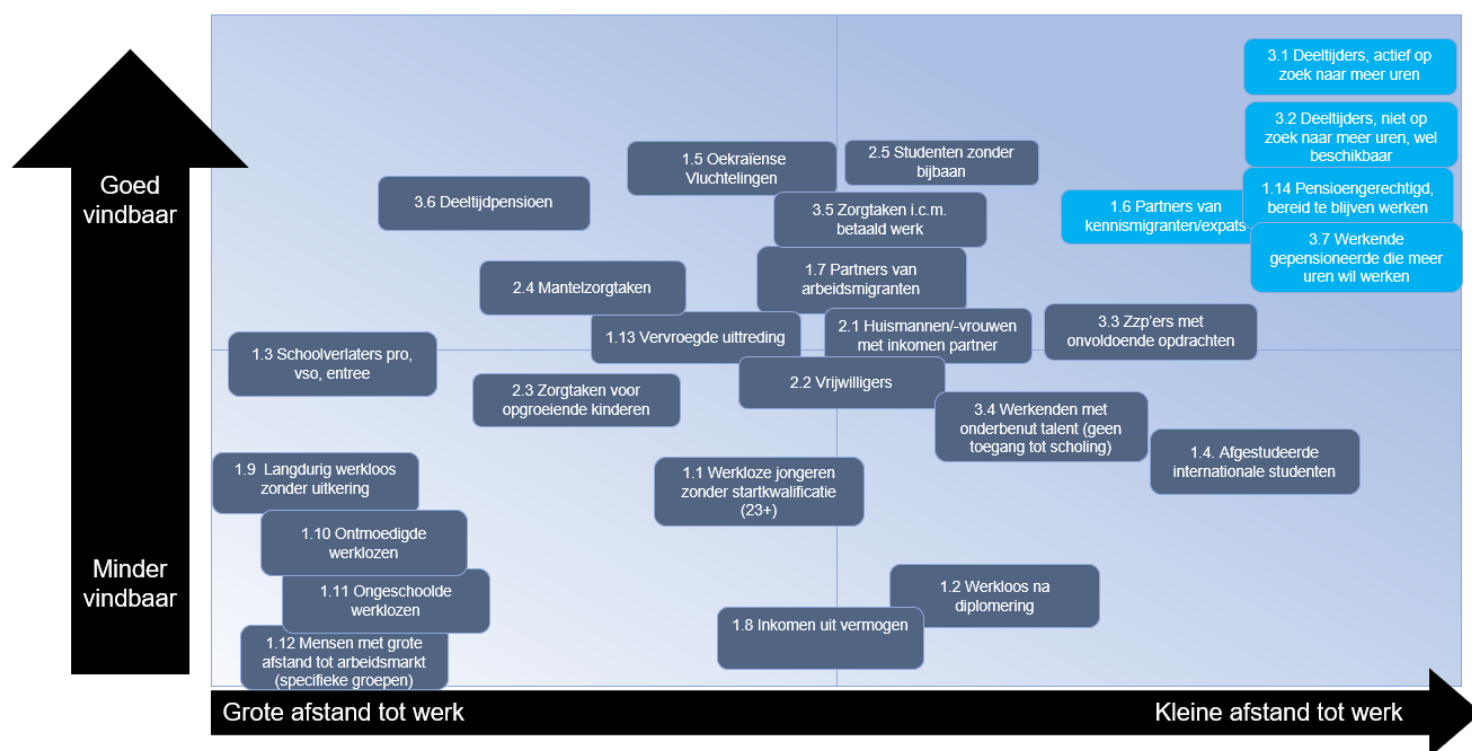 Goed
vindbaar
Minder
vindbaar
3.1 Deeltijders, actief op
zoek naar meer uren
3.2 Deeltijders, niet op
zoek naar meer uren, wel
beschikbaar
1.5 Oekraïense
Vluchtelingen
2.5 Studenten zonder
bijbaan
1.14 Pensioengerechtigd,
bereid te blijven werken
3.6 Deeltijdpensioen
3.5 Zorgtaken i.c.m.
betaald werk
1.6 Partners van
kennismigranten/expats
3.7 Werkende
gepensioneerde die meer
uren wil werken
2.4 Mantelzorgtaken
1.7 Partners van
arbeidsmigranten
1.13 Vervroegde uittreding
2.1 Huismannen/-vrouwen
met inkomen partner
3.3 Zzp’ers met
onvoldoende opdrachten
1.3 Schoolverlaters pro,
vso, entree
2.3 Zorgtaken voor
opgroeiende kinderen
2.2 Vrijwilligers
3.4 Werkenden met
onderbenut talent (geen
toegang tot scholing)
1.4. Afgestudeerde
internationale studenten
1.9 Langdurig werkloos
zonder uitkering
1.1 Werkloze jongeren
zonder startkwalificatie
(23+)
1.10 Ontmoedigde
werklozen
1.11 Ongeschoolde
werklozen
1.2 Werkloos na
diplomering
1.8 Inkomen uit vermogen
1.12 Mensen met grote
afstand tot arbeidsmarkt
(specifieke groepen)
Grote afstand tot werk
Kleine afstand tot werk